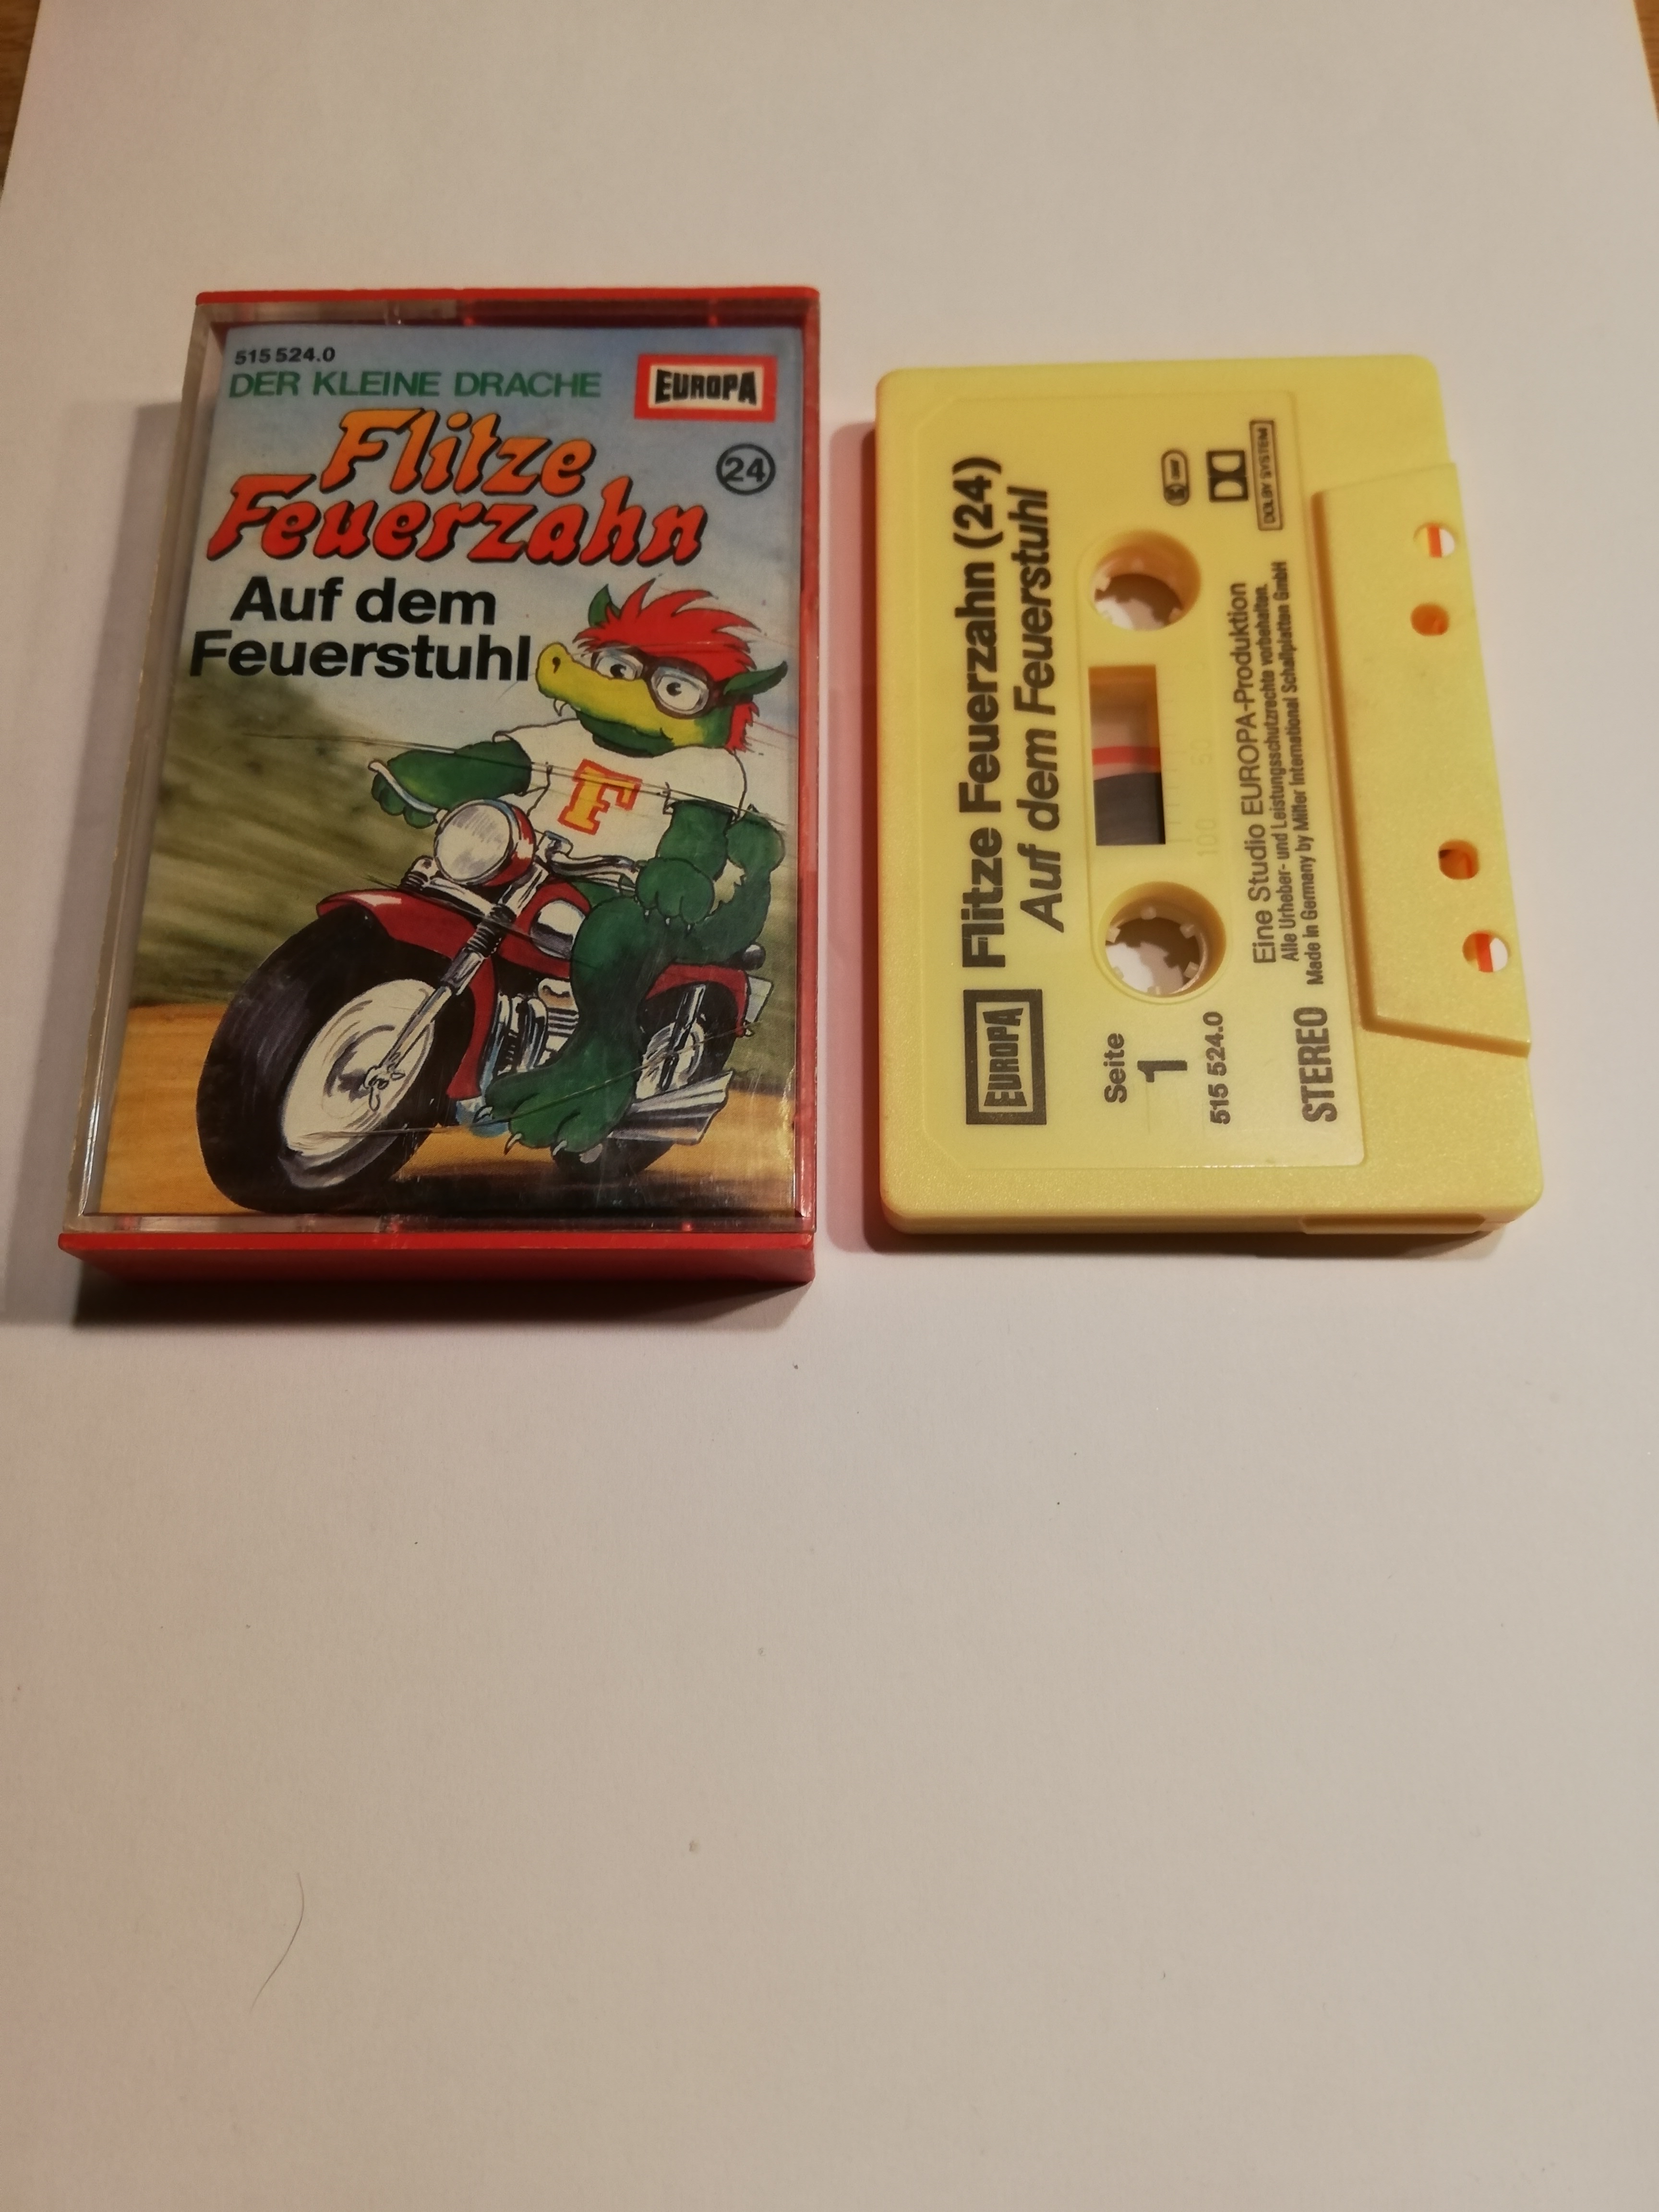 515 524.0
DER KLEINE DRACHE
EUROPA
Flitze
Feuerzahn
24
Auf dem
Feuerstuhl
F
EUROPA
Flitze Feuerzahn (24)
Auf dem Feuerstuhl
Seite
1
515 524.0
STEREO
Eine Studio EUROPA-Produktion
Alle Urheber- und Leistungsschutzrechte vorbehalten.
Made in Germany by Miller International Schallplatten GmbH
DOLBY SYSTEM
100 50